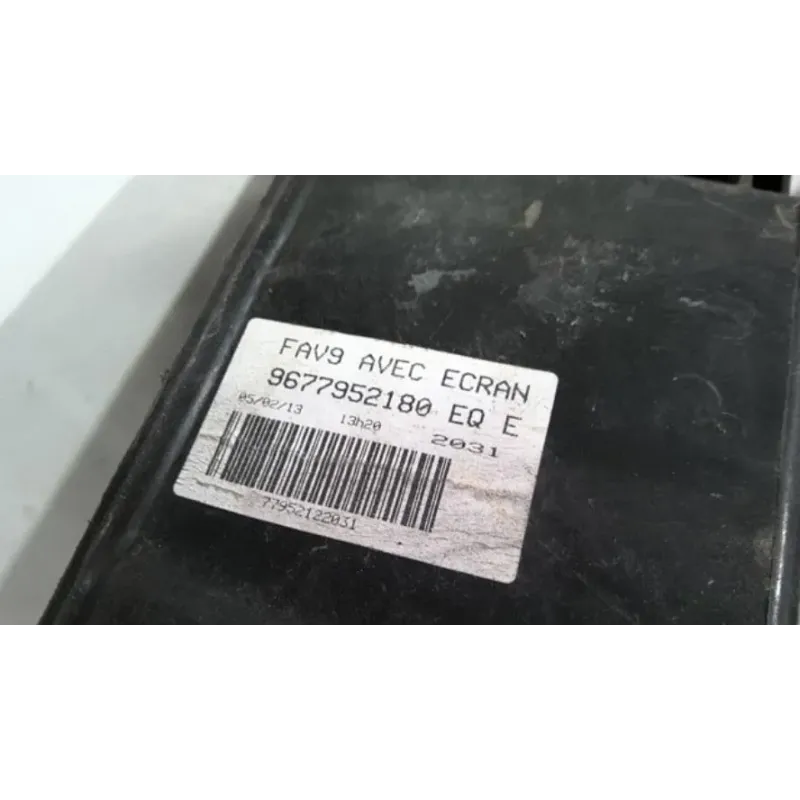 FAV9 AVEC ECRAN
9677952180 EQ E
05/02/13 13h20 2031
77952122031